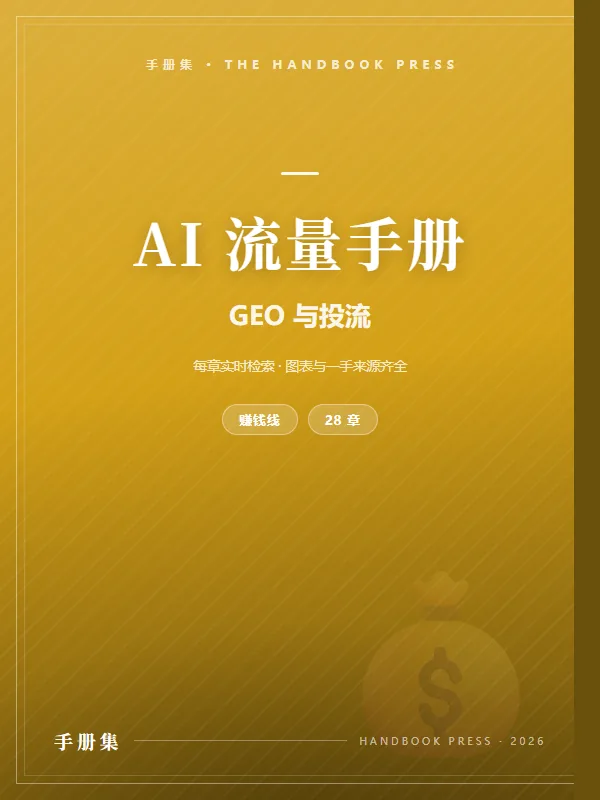 手册集 • THE HANDBOOK PRESS
AI 流量手册
GEO 与投流
每章实时检索 · 图表与一手来源齐全
赚钱线 28 章
$
手册集 HANDBOOK PRESS · 2026